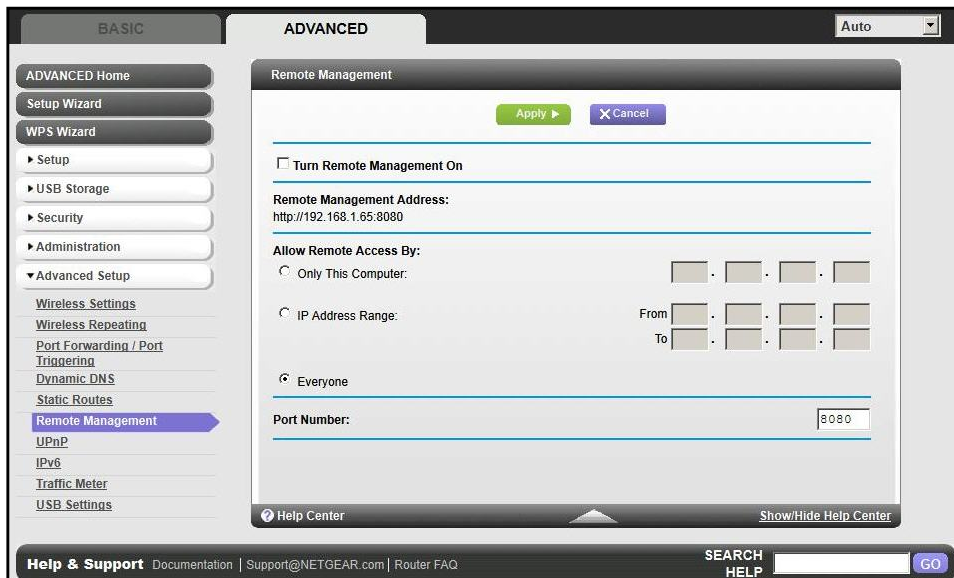 BASIC
ADVANCED
Auto
ADVANCED Home
Setup Wizard
WPS Wizard
Setup
USB Storage
Security
Administration
Advanced Setup
Wireless Settings
Wireless Repeating
Port Forwarding / Port
Triggering
Dynamic DNS
Static Routes
Remote Management
UPnP
IPv6
Traffic Meter
USB Settings
Remote Management
Apply
X Cancel
Turn Remote Management On
Remote Management Address:
http://192.168.1.65:8080
Allow Remote Access By:
Only This Computer:
. . .
IP Address Range:
From . . .
To . . .
Everyone
Port Number: 8080
? Help Center
Show/Hide Help Center
Help & Support Documentation | Support@NETGEAR.com | Router FAQ
SEARCH
HELP
GO